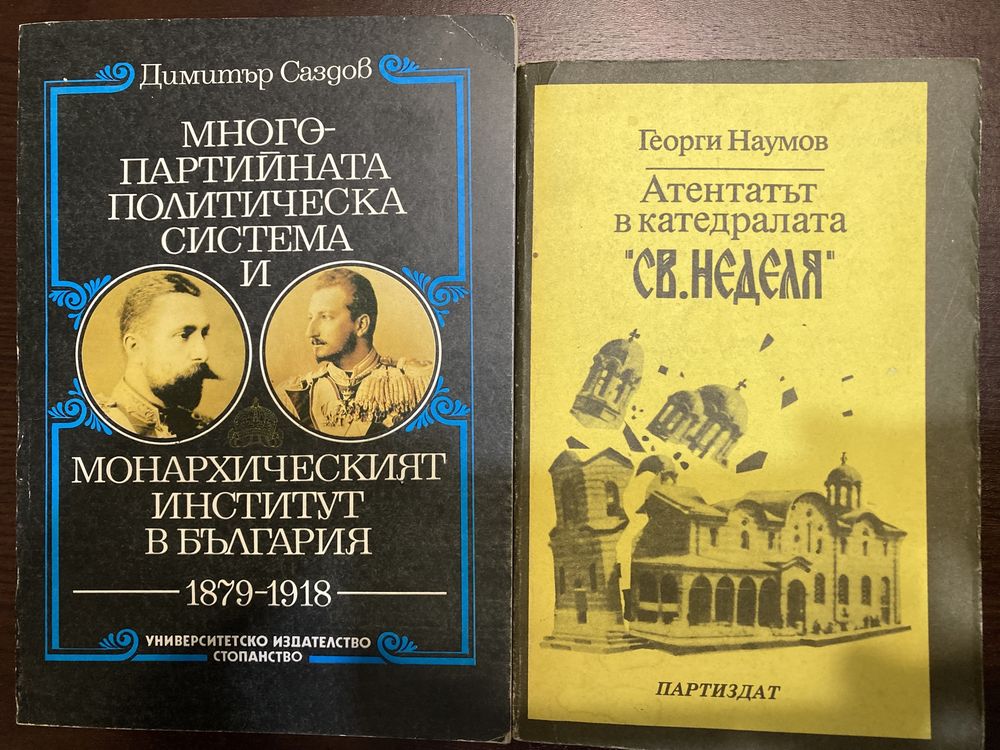 Димитър Саздов
МНОГО-
ПАРТИЙНАТА
ПОЛИТИЧЕСКА
СИСТЕМА
И
МОНАРХИЧЕСКИЯТ
ИНСТИТУТ
В БЪЛГАРИЯ
1879-1918
УНИВЕРСИТЕТСКО ИЗДАТЕЛСТВО
СТОПАНСТВО
Георги Наумов
Атентатът
в катедралата
"СВ. НЕДЕЛЯ"
ПАРТИЗДАТ